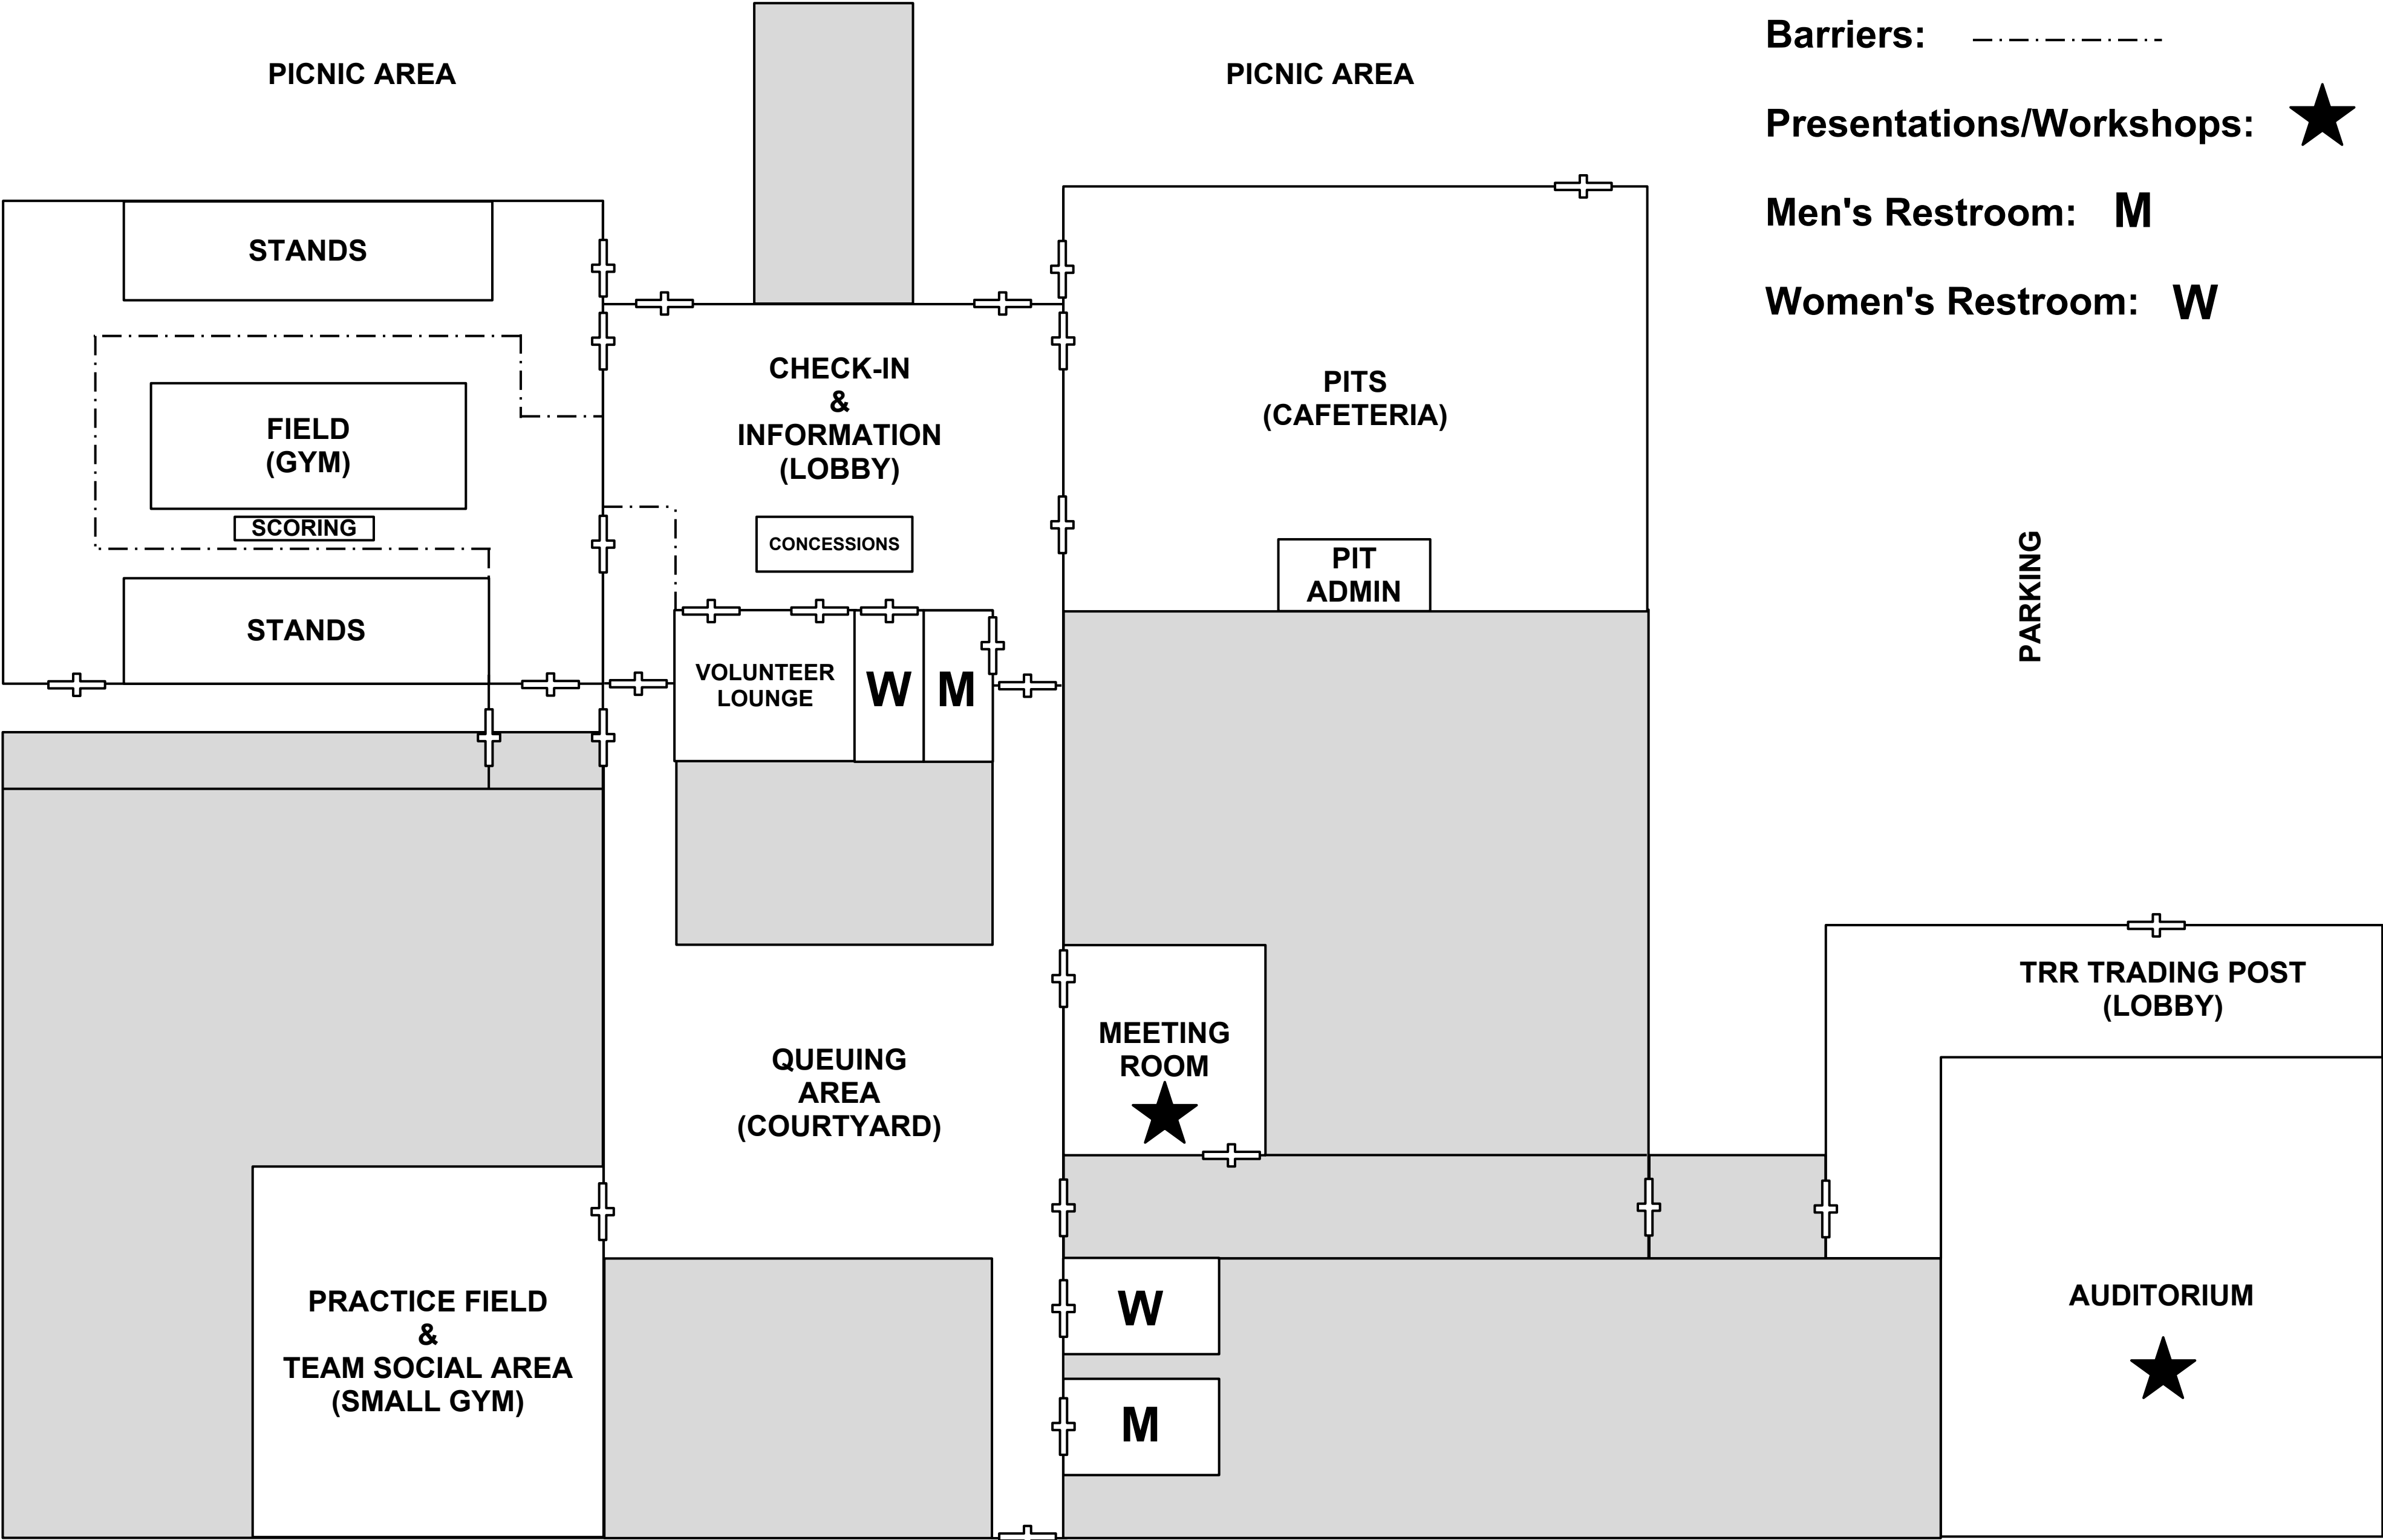 PICNIC AREA
PICNIC AREA
Barriers:
Presentations/Workshops:
Men's Restroom: M
Women's Restroom: W
STANDS
FIELD
(GYM)
SCORING
STANDS
CHECK-IN
&
INFORMATION
(LOBBY)
CONCESSIONS
VOLUNTEER
LOUNGE
W
M
PITS
(CAFETERIA)
PIT
ADMIN
PARKING
QUEUING
AREA
(COURTYARD)
MEETING
ROOM
TRR TRADING POST
(LOBBY)
PRACTICE FIELD
&
TEAM SOCIAL AREA
(SMALL GYM)
W
M
AUDITORIUM